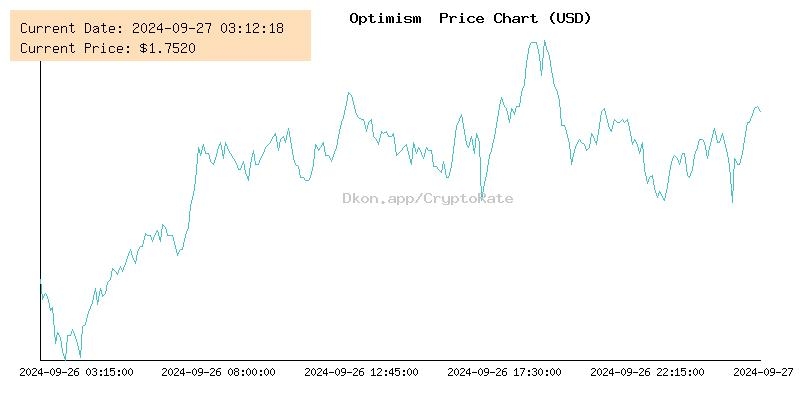 Optimism  Price Chart (USD)
Current Date: 2024-09-27 03:12:18
Current Price: $1.7520
Dkon.app/CryptoKate
2024-09-26 03:15:00
2024-09-26 08:00:00
2024-09-26 12:45:00
2024-09-26 17:30:00
2024-09-26 22:15:00
2024-09-27